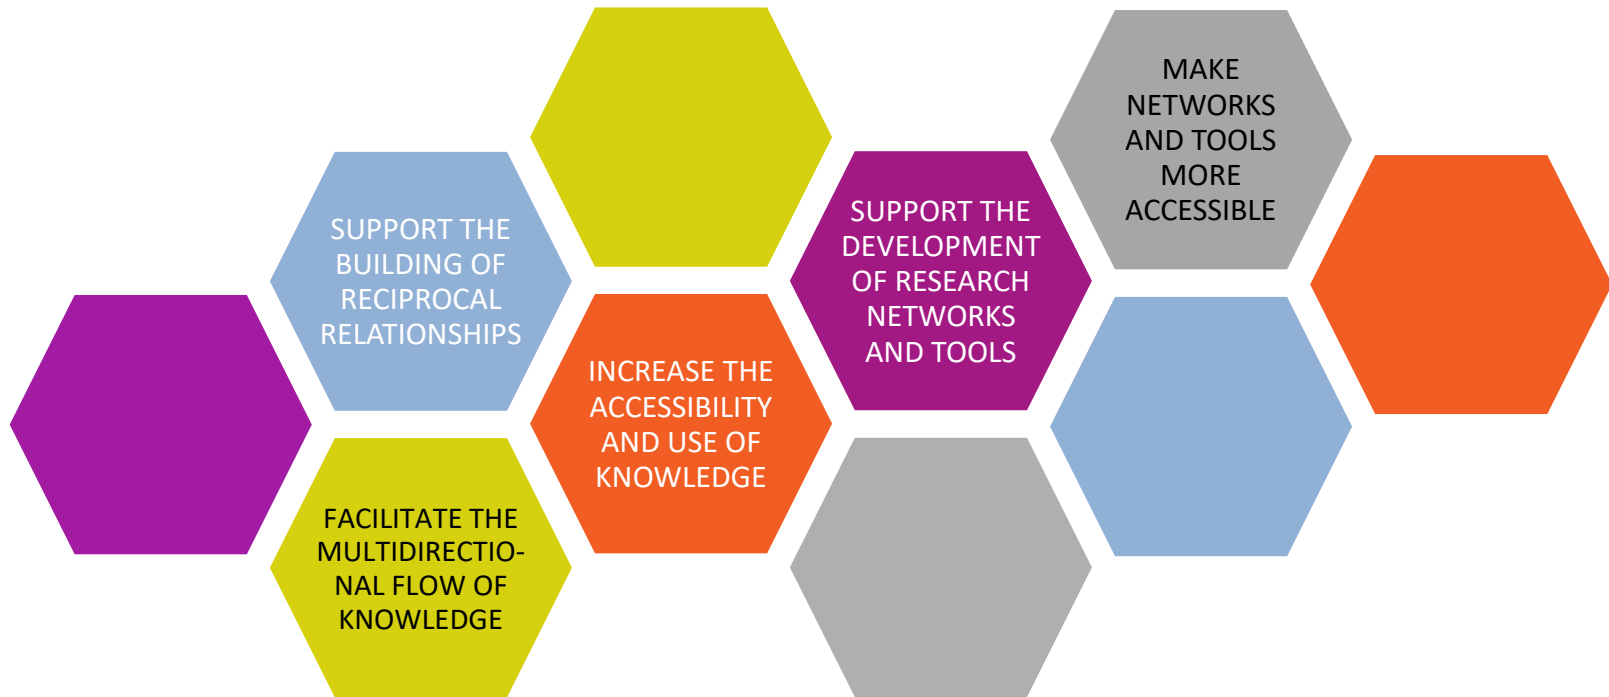 SUPPORT THE
BUILDING OF
RECIPROCAL
RELATIONSHIPS
FACILITATE THE
MULTIDIRECTIO-
NAL FLOW OF
KNOWLEDGE
INCREASE THE
ACCESSIBILITY
AND USE OF
KNOWLEDGE
SUPPORT THE
DEVELOPMENT
OF RESEARCH
NETWORKS
AND TOOLS
MAKE
NETWORKS
AND TOOLS
MORE
ACCESSIBLE